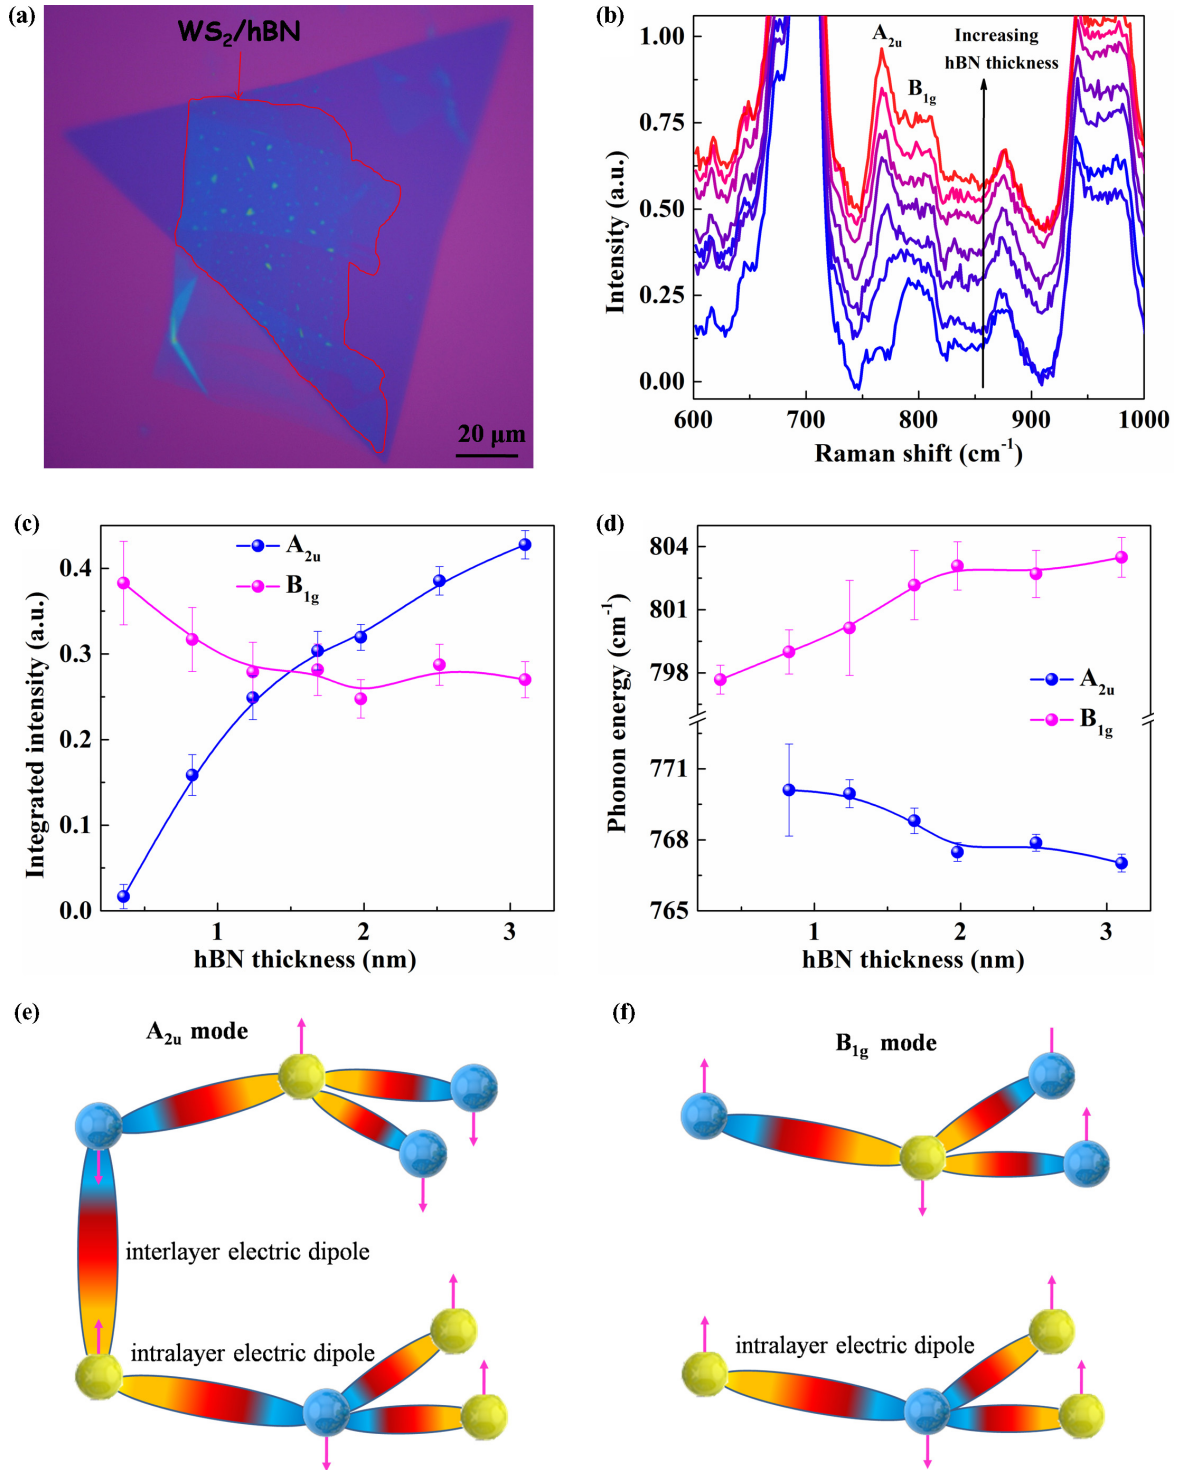 (a)
WS₂/hBN
20 μm
(b)
A₂ᵤ
B₁g
Increasing
hBN thickness
1.00
0.75
0.50
0.25
0.00
Intensity (a.u.)
600 700 800 900 1000
Raman shift (cm⁻¹)
(c)
A₂ᵤ
B₁g
0.4
0.3
0.2
0.1
0.0
Integrated intensity (a.u.)
1 2 3
hBN thickness (nm)
(d)
804
801
798
771
768
765
Phonon energy (cm⁻¹)
A₂ᵤ
B₁g
1 2 3
hBN thickness (nm)
(e)
A₂ᵤ mode
interlayer electric dipole
intralayer electric dipole
(f)
B₁g mode
intralayer electric dipole